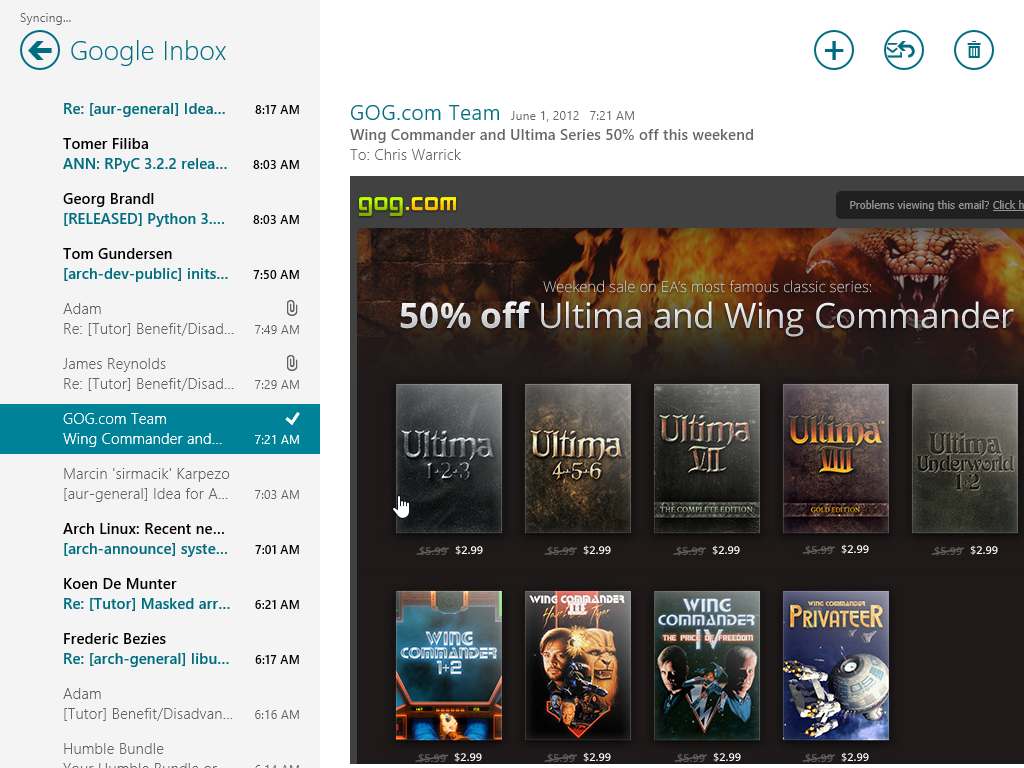 Syncing...
Google Inbox
Re: [aur-general] Idea... 8:17 AM
Tomer Filiba
ANN: RPyC 3.2.2 relea... 8:03 AM
Georg Brandl
[RELEASED] Python 3.... 8:03 AM
Tom Gundersen
[arch-dev-public] inits... 7:50 AM
Adam
Re: [Tutor] Benefit/Disad... 7:49 AM
James Reynolds
Re: [Tutor] Benefit/Disad... 7:29 AM
GOG.com Team
Wing Commander and... 7:21 AM
Marcin 'sirmacik' Karpezo
[aur-general] Idea for A... 7:03 AM
Arch Linux: Recent ne...
[arch-announce] syste... 7:01 AM
Koen De Munter
Re: [Tutor] Masked arr... 6:21 AM
Frederic Bezies
Re: [arch-general] libu... 6:17 AM
Adam
[Tutor] Benefit/Disadvan... 6:16 AM
Humble Bundle
Your Humble Bundle or... 6:14 AM
GOG.com Team June 1, 2012 7:21 AM
Wing Commander and Ultima Series 50% off this weekend
To: Chris Warrick
gog.com
Problems viewing this email? Click h
Weekend sale on EA's most famous classic series:
50% off Ultima and Wing Commander
Ultima
1·2·3
Ultima
4·5·6
Ultima™
VII
THE COMPLETE EDITION
Ultima™
VIII
GOLD EDITION
Ultima
Underworld
1·2
$5.99 $2.99
$5.99 $2.99
$5.99 $2.99
$5.99 $2.99
$5.99 $2.99
WING
COMMANDER
1+2
WING COMMANDER
III
Heart of the Tiger
WING
COMMANDER
IV
THE PRICE OF FREEDOM
WING COMMANDER
PRIVATEER
$5.99 $2.99
$5.99 $2.99
$5.99 $2.99
$5.99 $2.99